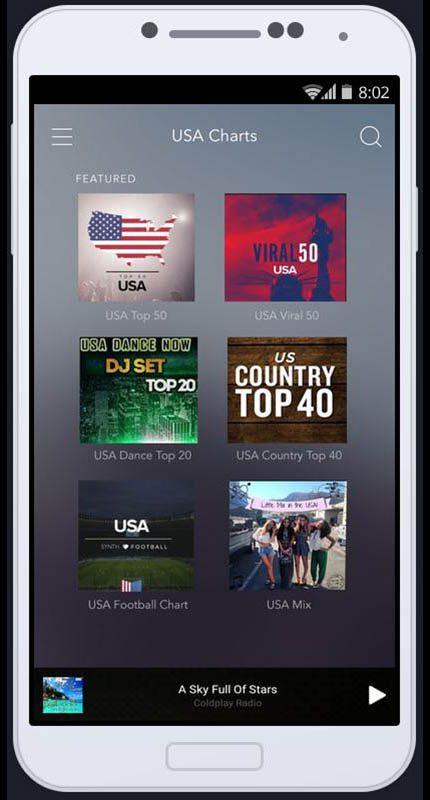 8:02
USA Charts
FEATURED
TOP 50
USA
VIRAL50
USA
USA Top 50
USA Viral 50
USA DANCE NOW
DJ SET
TOP 20
US
COUNTRY
TOP 40
USA Dance Top 20
USA Country Top 40
USA
SYNTH FOOTBALL
Little Mix in the USA!
USA Football Chart
USA Mix
A Sky Full Of Stars
Coldplay Radio